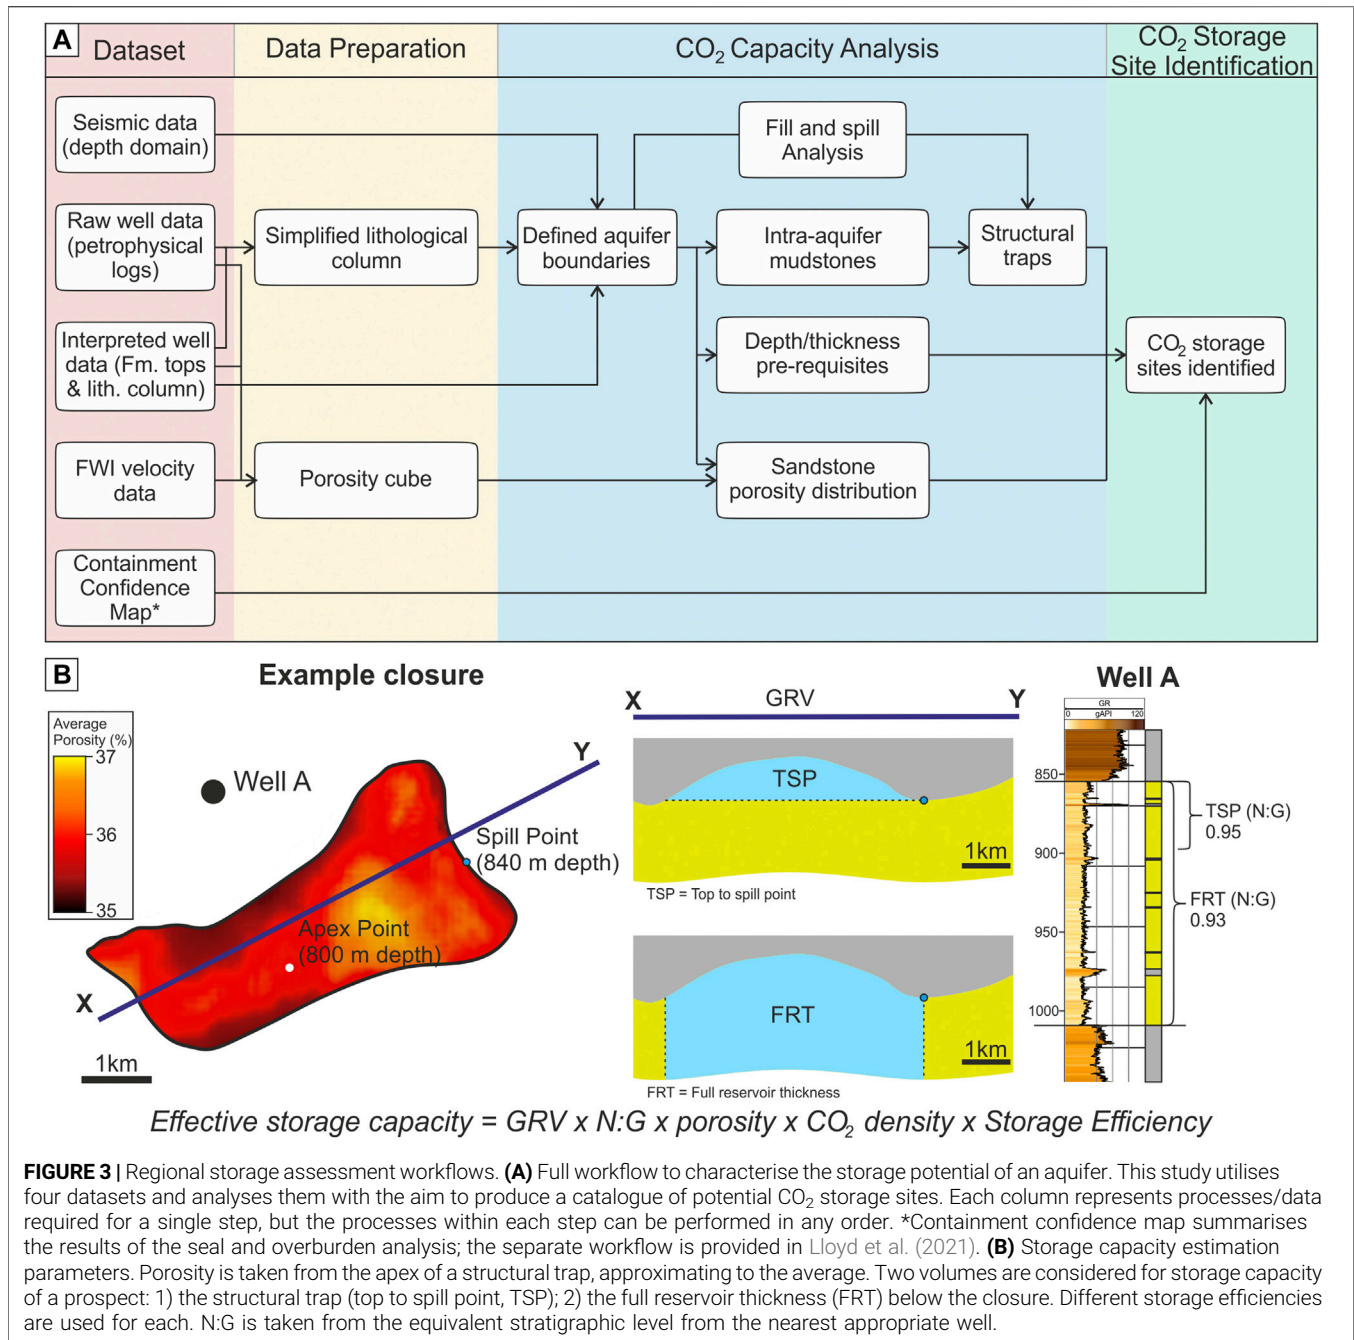 A
Dataset
Data Preparation
CO2 Capacity Analysis
CO2 Storage
Site Identification
Seismic data
(depth domain)
Raw well data
(petrophysical
logs)
Interpreted well
data (Fm. tops
& lith. column)
FWI velocity
data
Containment
Confidence
Map*
Simplified lithological
column
Porosity cube
Defined aquifer
boundaries
Fill and spill
Analysis
Intra-aquifer
mudstones
Structural
traps
Depth/thickness
pre-requisites
Sandstone
porosity distribution
CO2 storage
sites identified
B
Example closure
Average
Porosity (%)
37
36
35
Well A
Y
Spill Point
(840 m depth)
Apex Point
(800 m depth)
X
1km
X
GRV
Y
TSP
1km
TSP = Top to spill point
FRT
1km
FRT = Full reservoir thickness
Well A
GR
0 gAPI 120
850
900
950
1000
TSP (N:G)
0.95
FRT (N:G)
0.93
Effective storage capacity = GRV x N:G x porosity x CO2 density x Storage Efficiency
FIGURE 3 | Regional storage assessment workflows. (A) Full workflow to characterise the storage potential of an aquifer. This study utilises
four datasets and analyses them with the aim to produce a catalogue of potential CO2 storage sites. Each column represents processes/data
required for a single step, but the processes within each step can be performed in any order. *Containment confidence map summarises
the results of the seal and overburden analysis; the separate workflow is provided in Lloyd et al. (2021). (B) Storage capacity estimation
parameters. Porosity is taken from the apex of a structural trap, approximating to the average. Two volumes are considered for storage capacity
of a prospect: 1) the structural trap (top to spill point, TSP); 2) the full reservoir thickness (FRT) below the closure. Different storage efficiencies
are used for each. N:G is taken from the equivalent stratigraphic level from the nearest appropriate well.